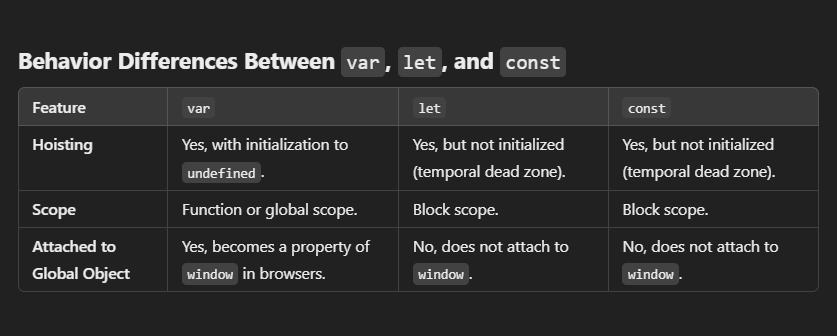 Behavior Differences Between var, let, and const
Feature var let const
Hoisting Yes, with initialization to undefined. Yes, but not initialized (temporal dead zone). Yes, but not initialized (temporal dead zone).
Scope Function or global scope. Block scope. Block scope.
Attached to Global Object Yes, becomes a property of window in browsers. No, does not attach to window. No, does not attach to window.